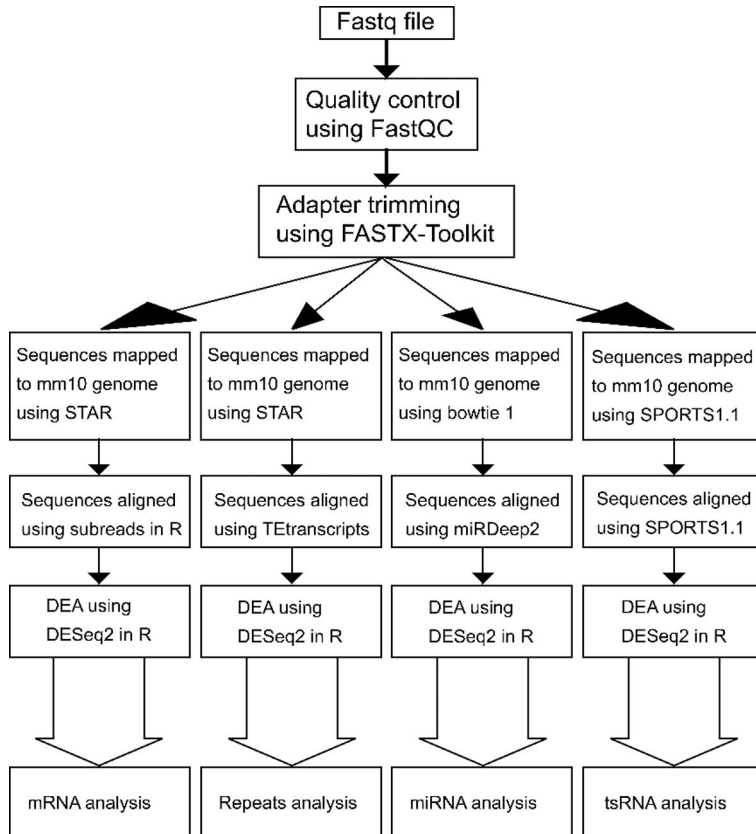 Fastq file
Quality control
using FastQC
Adapter trimming
using FASTX-Toolkit
Sequences mapped
to mm10 genome
using STAR
Sequences mapped
to mm10 genome
using STAR
Sequences mapped
to mm10 genome
using bowtie 1
Sequences mapped
to mm10 genome
using SPORTS1.1
Sequences aligned
using subreads in R
Sequences aligned
using TEtranscripts
Sequences aligned
using miRDeep2
Sequences aligned
using SPORTS1.1
DEA using
DESeq2 in R
DEA using
DESeq2 in R
DEA using
DESeq2 in R
DEA using
DESeq2 in R
mRNA analysis
Repeats analysis
miRNA analysis
tsRNA analysis